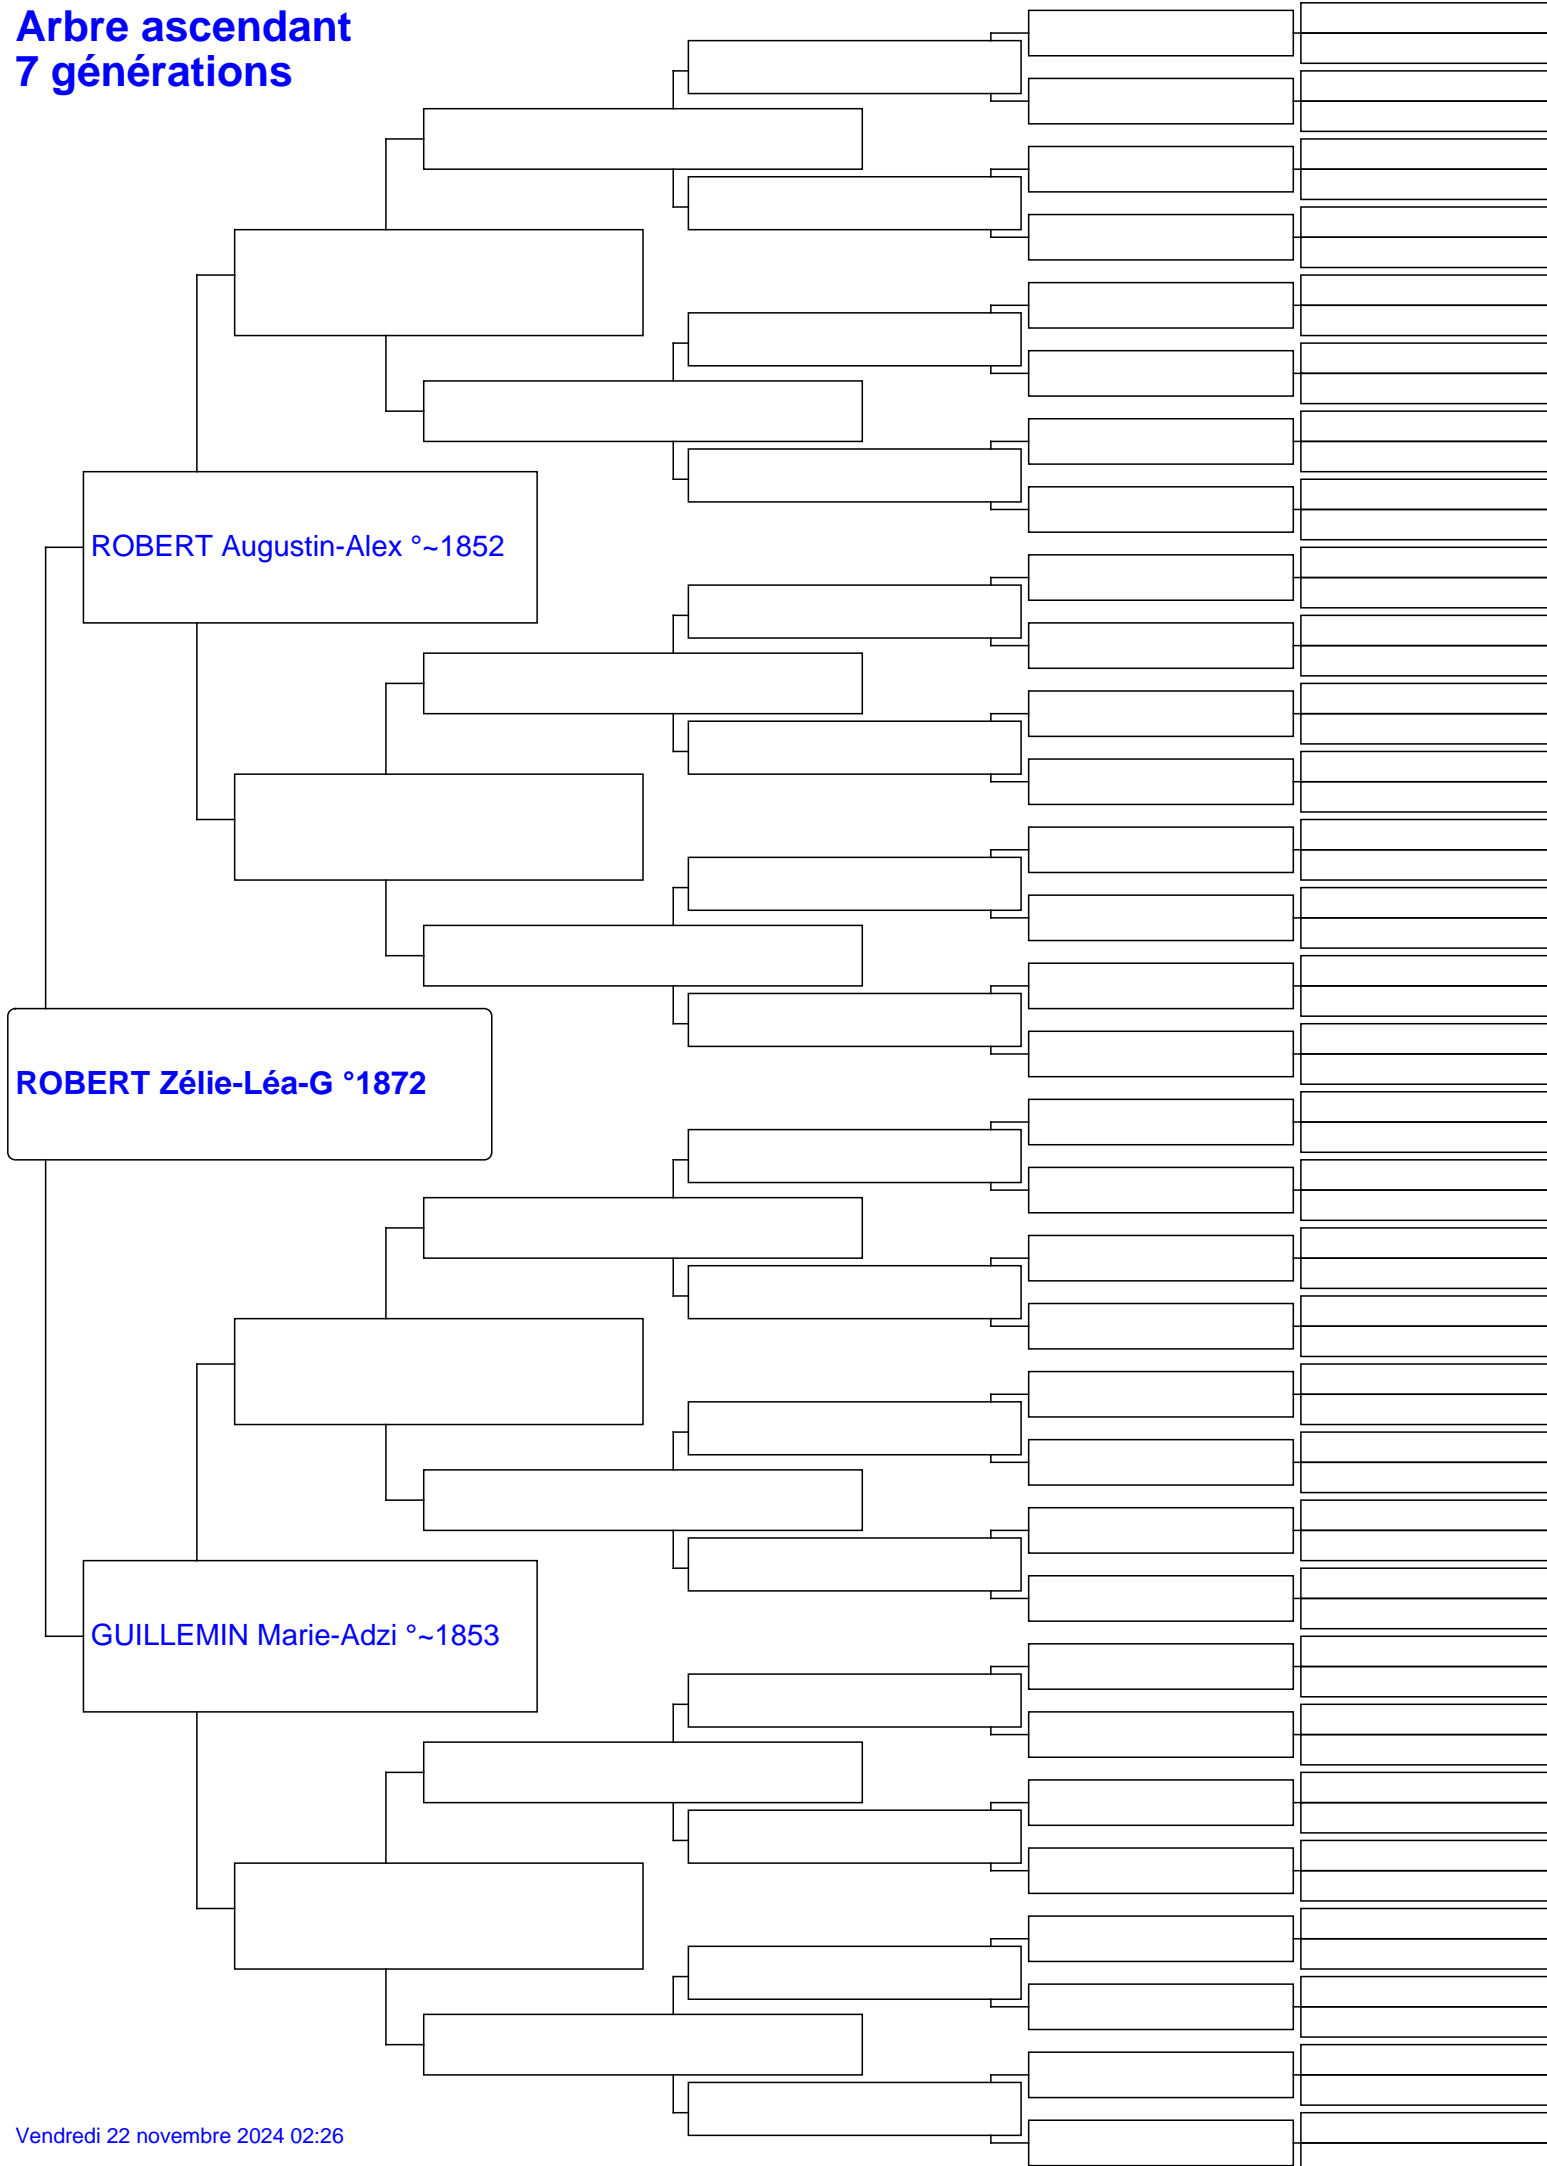 Arbre ascendant
7 générations
ROBERT Augustin-Alex °~1852
ROBERT Zélie-Léa-G °1872
GUILLEMIN Marie-Adzi °~1853
Vendredi 22 novembre 2024 02:26